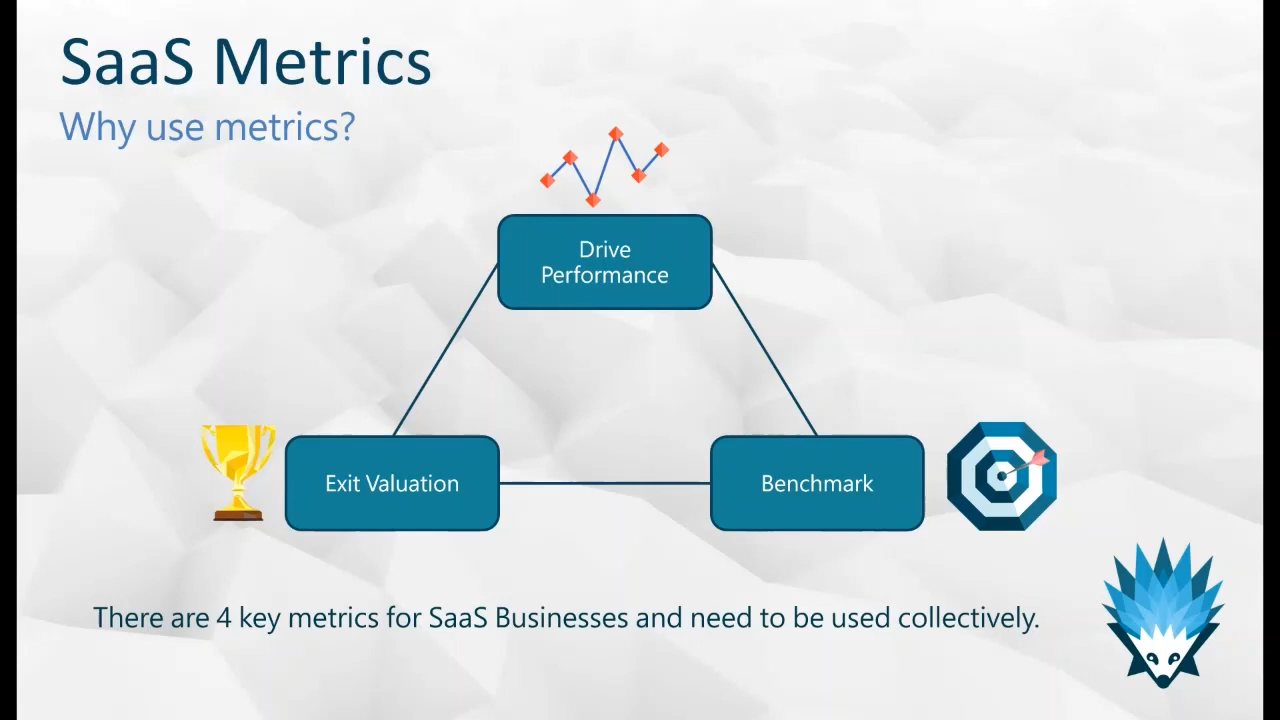 SaaS Metrics
Why use metrics?
Drive
Performance
Exit Valuation
Benchmark
There are 4 key metrics for SaaS Businesses and need to be used collectively.